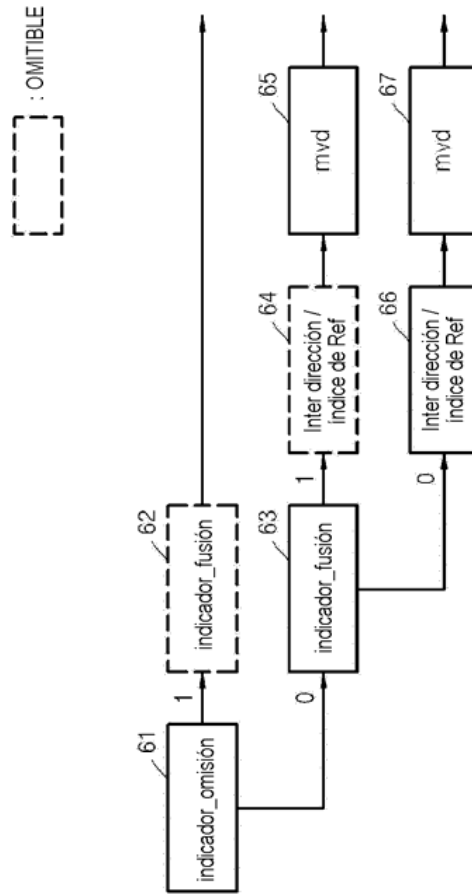 : OMITIBLE
61
indicador_omisión
1
62
indicador_fusión
0
63
indicador_fusión
1
64
Inter dirección /
índice de Ref
65
mvd
0
66
Inter dirección /
índice de Ref
67
mvd